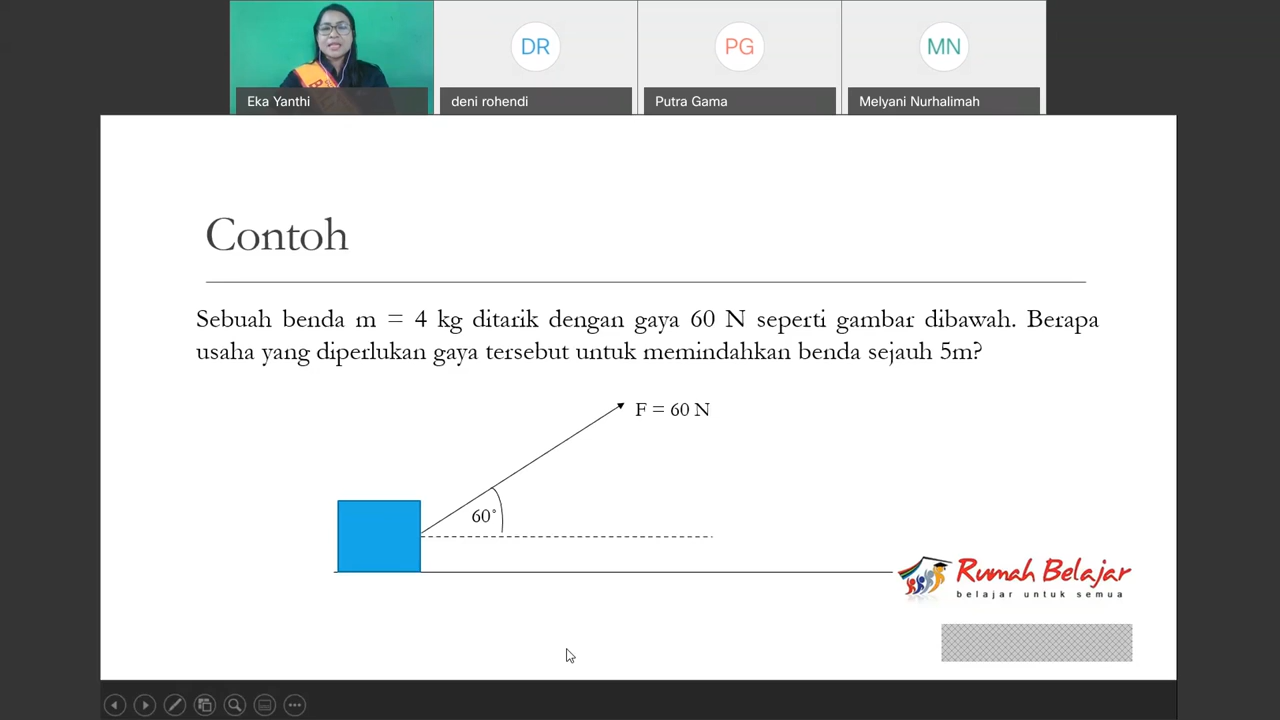 DR
PG
MN
Eka Yanthi
deni rohendi
Putra Gama
Melyani Nurhalimah
Contoh
Sebuah benda m = 4 kg ditarik dengan gaya 60 N seperti gambar dibawah. Berapa
usaha yang diperlukan gaya tersebut untuk memindahkan benda sejauh 5m?
F = 60 N
60°
Rumah Belajar
belajar untuk semua